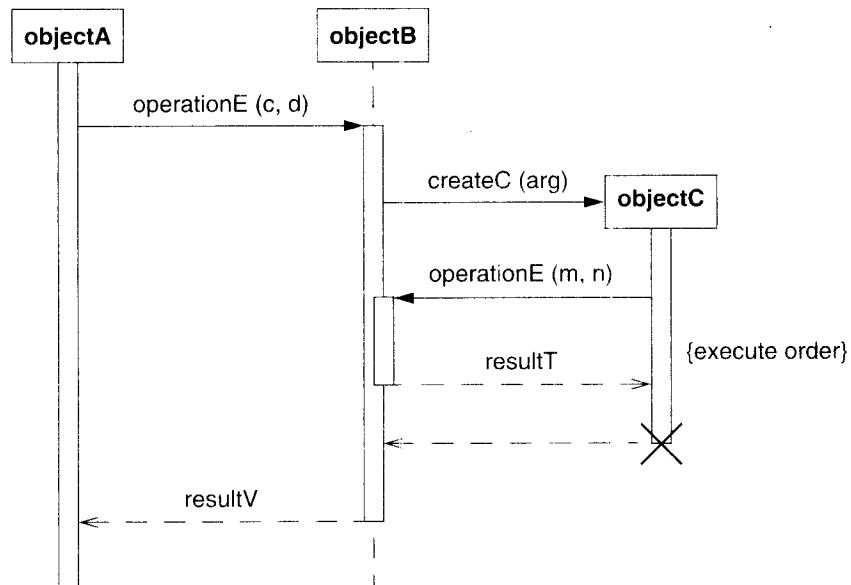 objectA
objectB
operationE (c, d)
createC (arg)
objectC
operationE (m, n)
resultT
{execute order}
resultV